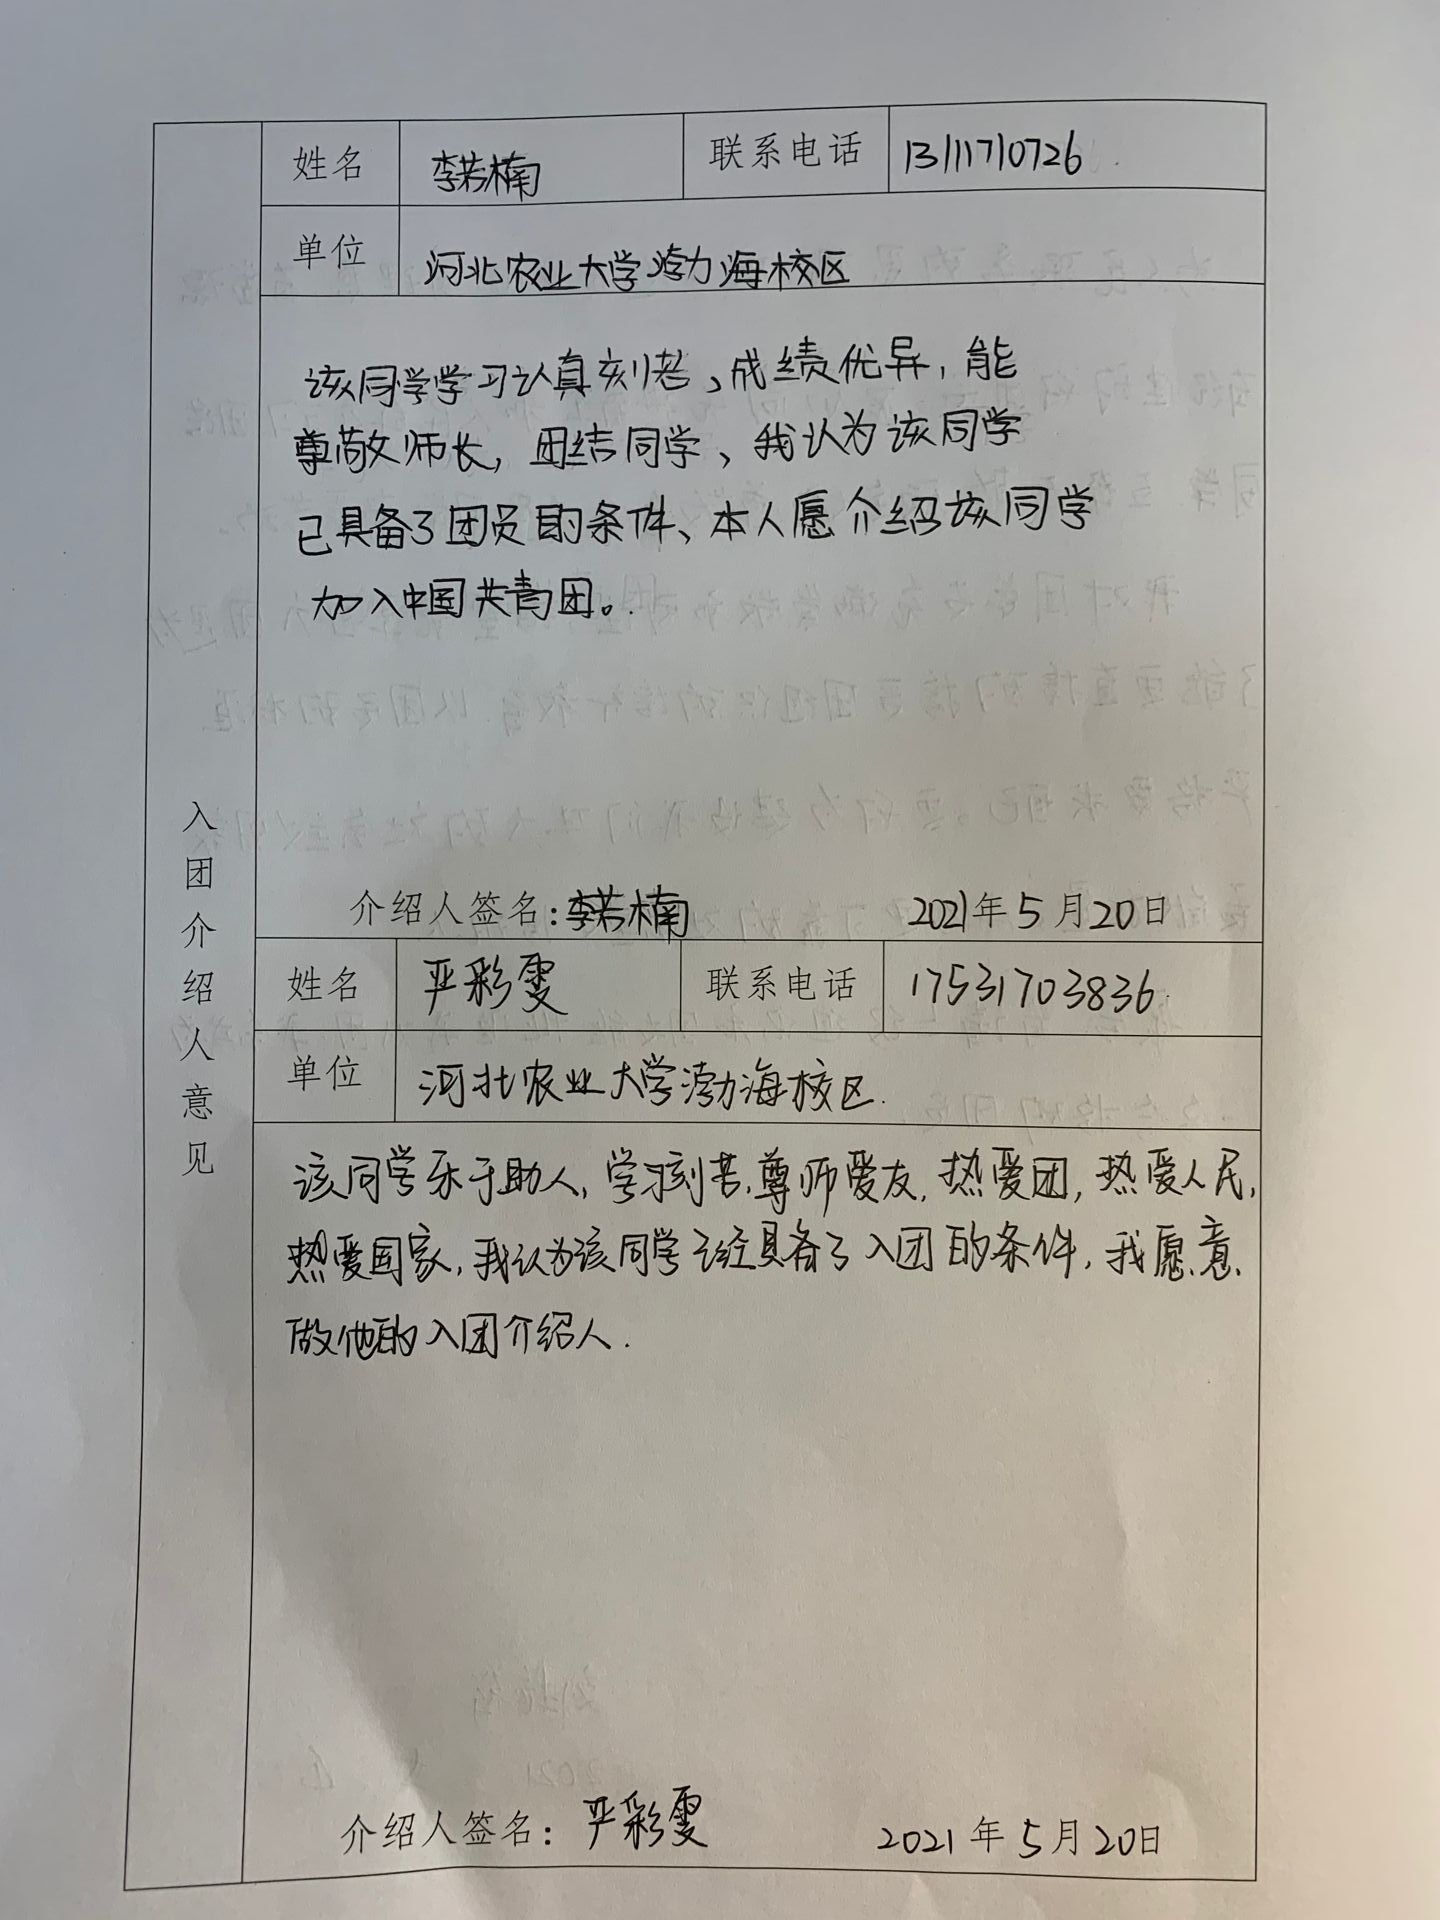 入团介绍人意见
姓名 李若楠 联系电话 13111710726
单位 河北农业大学渤海校区
该同学学习认真刻苦、成绩优异，能
尊敬师长，团结同学、我认为该同学
已具备了团员的条件、本人愿介绍该同学
加入中国共青团。
介绍人签名：李若楠 2021年5月20日
姓名 严彩雯 联系电话 17531703836
单位 河北农业大学渤海校区.
该同学乐于助人，学习刻苦，尊师爱友，热爱团，热爱人民，
热爱国家，我认为该同学已经具备了入团的条件，我愿意
做他的入团介绍人.
介绍人签名：严彩雯 2021年5月20日